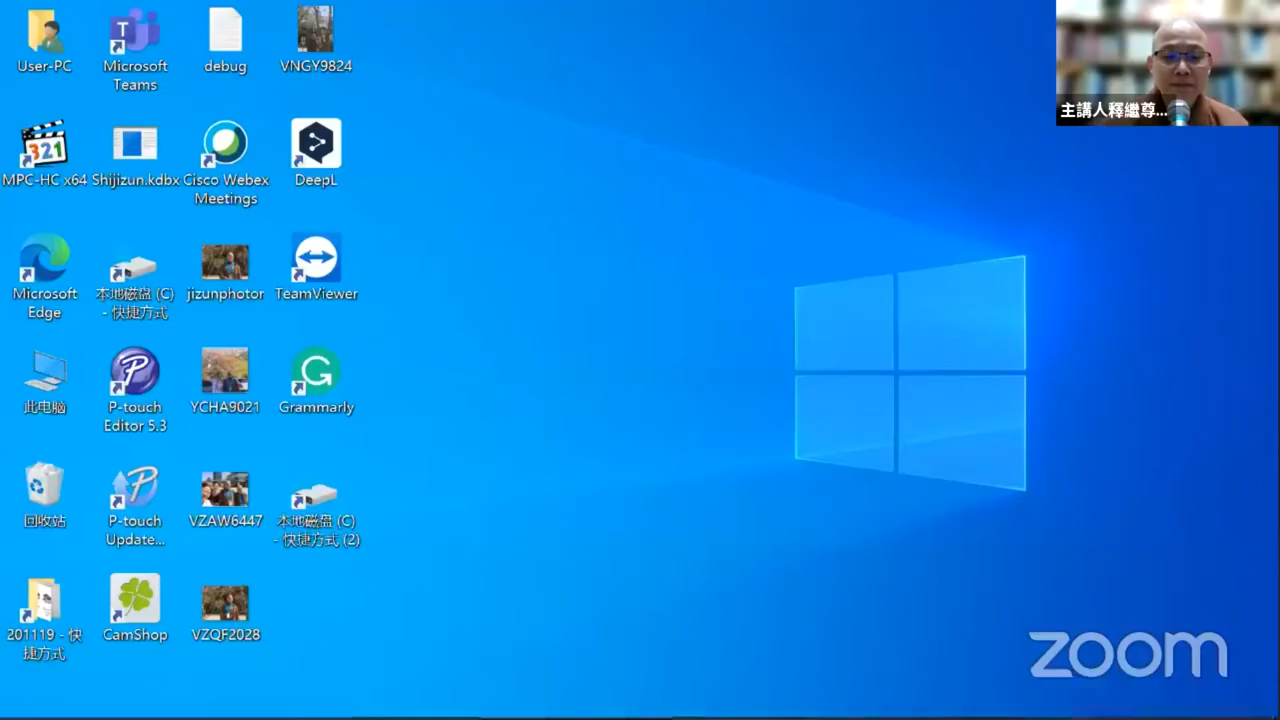 User-PC
Microsoft
Teams
debug
VNGY9824
主講人釋繼尊...
MPC-HC x64
Shijizun.kdbx
Cisco Webex
Meetings
DeepL
Microsoft
Edge
本地磁盘 (C)
- 快捷方式
jizunphotor
TeamViewer
此电脑
P-touch
Editor 5.3
YCHA9021
Grammarly
回收站
P-touch
Update...
VZAW6447
本地磁盘 (C)
- 快捷方式 (2)
201119 - 快
捷方式
CamShop
VZQF2028
zoom